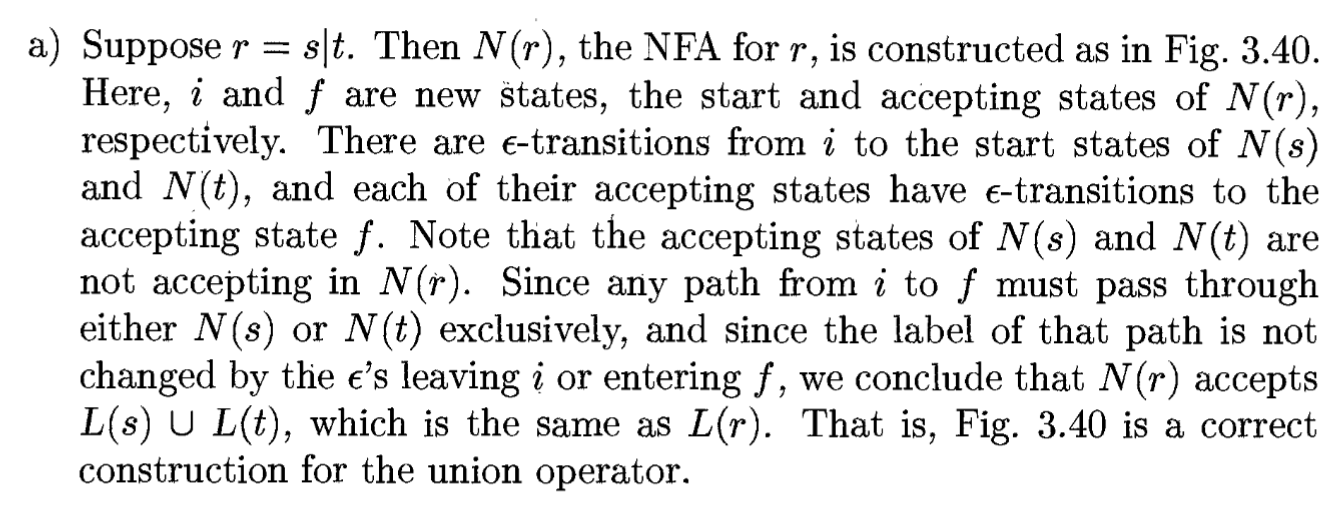 a) Suppose r = s|t. Then N(r), the NFA for r, is constructed as in Fig. 3.40.
Here, i and f are new states, the start and accepting states of N(r),
respectively. There are ϵ-transitions from i to the start states of N(s)
and N(t), and each of their accepting states have ϵ-transitions to the
accepting state f. Note that the accepting states of N(s) and N(t) are
not accepting in N(r). Since any path from i to f must pass through
either N(s) or N(t) exclusively, and since the label of that path is not
changed by the ϵ's leaving i or entering f, we conclude that N(r) accepts
L(s) ∪ L(t), which is the same as L(r). That is, Fig. 3.40 is a correct
construction for the union operator.